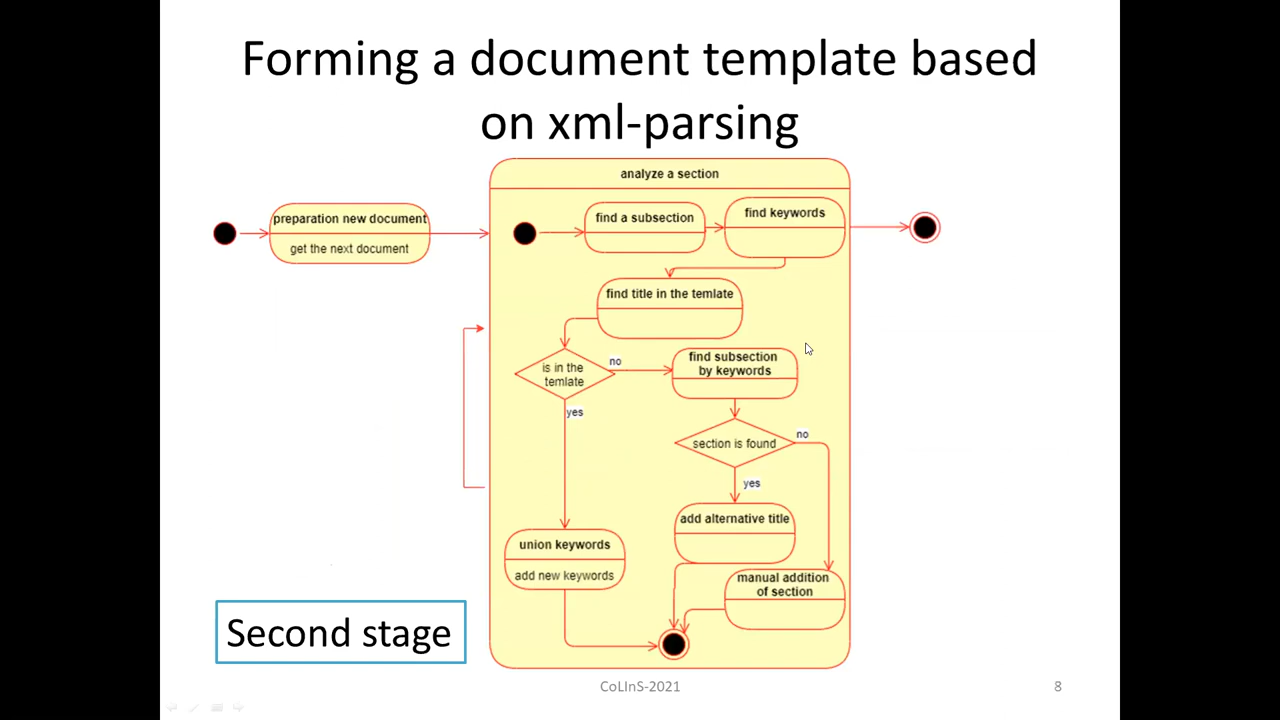 Forming a document template based
on xml-parsing
analyze a section
preparation new document
get the next document
find a subsection
find keywords
find title in the temlate
is in the
temlate
no
yes
find subsection
by keywords
section is found
no
yes
add alternative title
union keywords
add new keywords
manual addition
of section
Second stage
CoLInS-2021
8